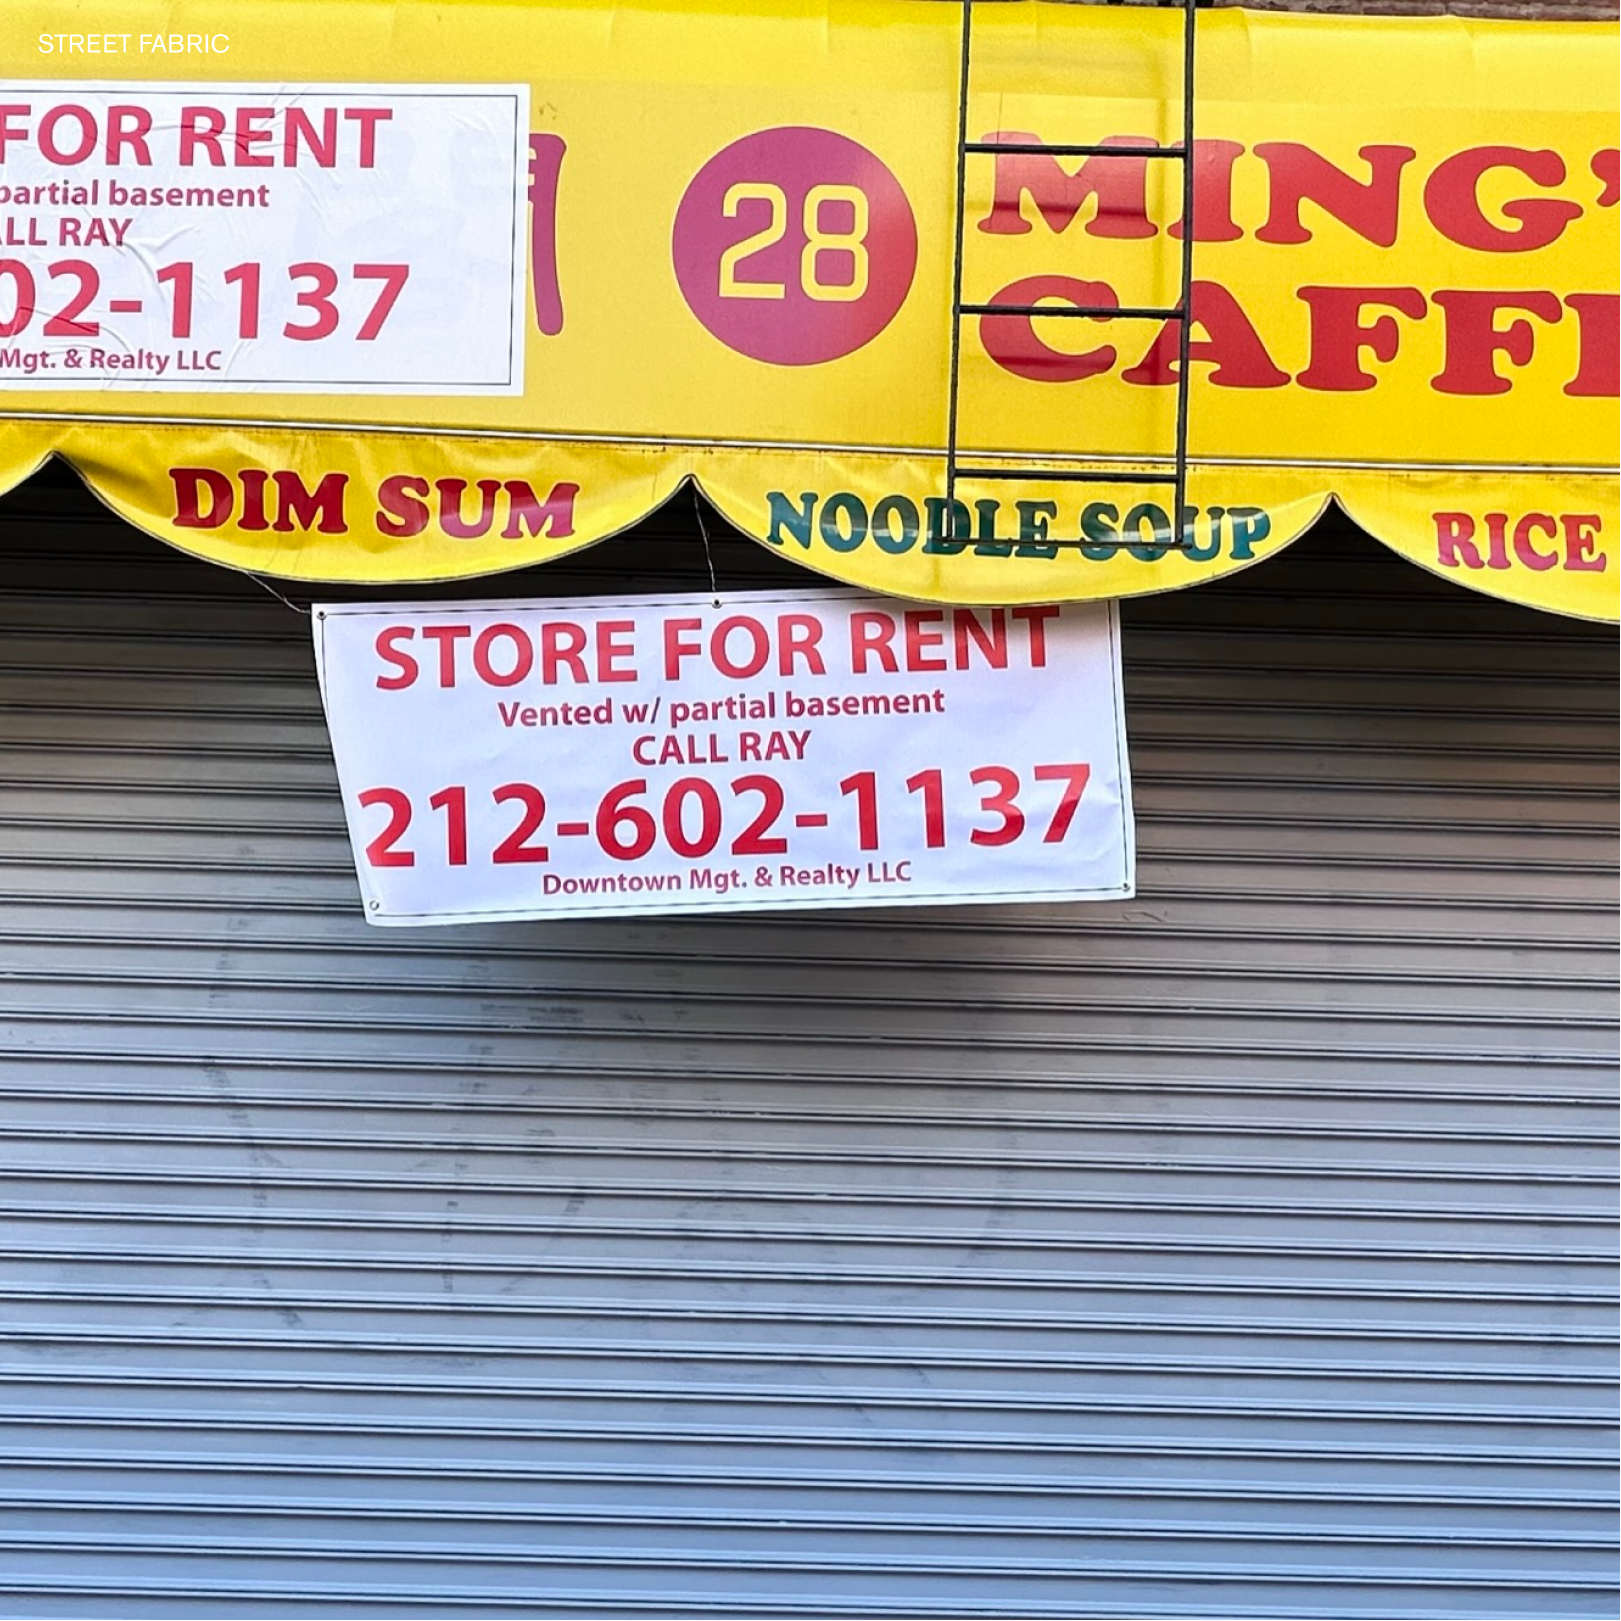 STREET FABRIC
FOR RENT
partial basement
ALL RAY
02-1137
Mgt. & Realty LLC
28
MING'
CAFF
DIM SUM
NOODLE SOUP
RICE
STORE FOR RENT
Vented w/ partial basement
CALL RAY
212-602-1137
Downtown Mgt. & Realty LLC